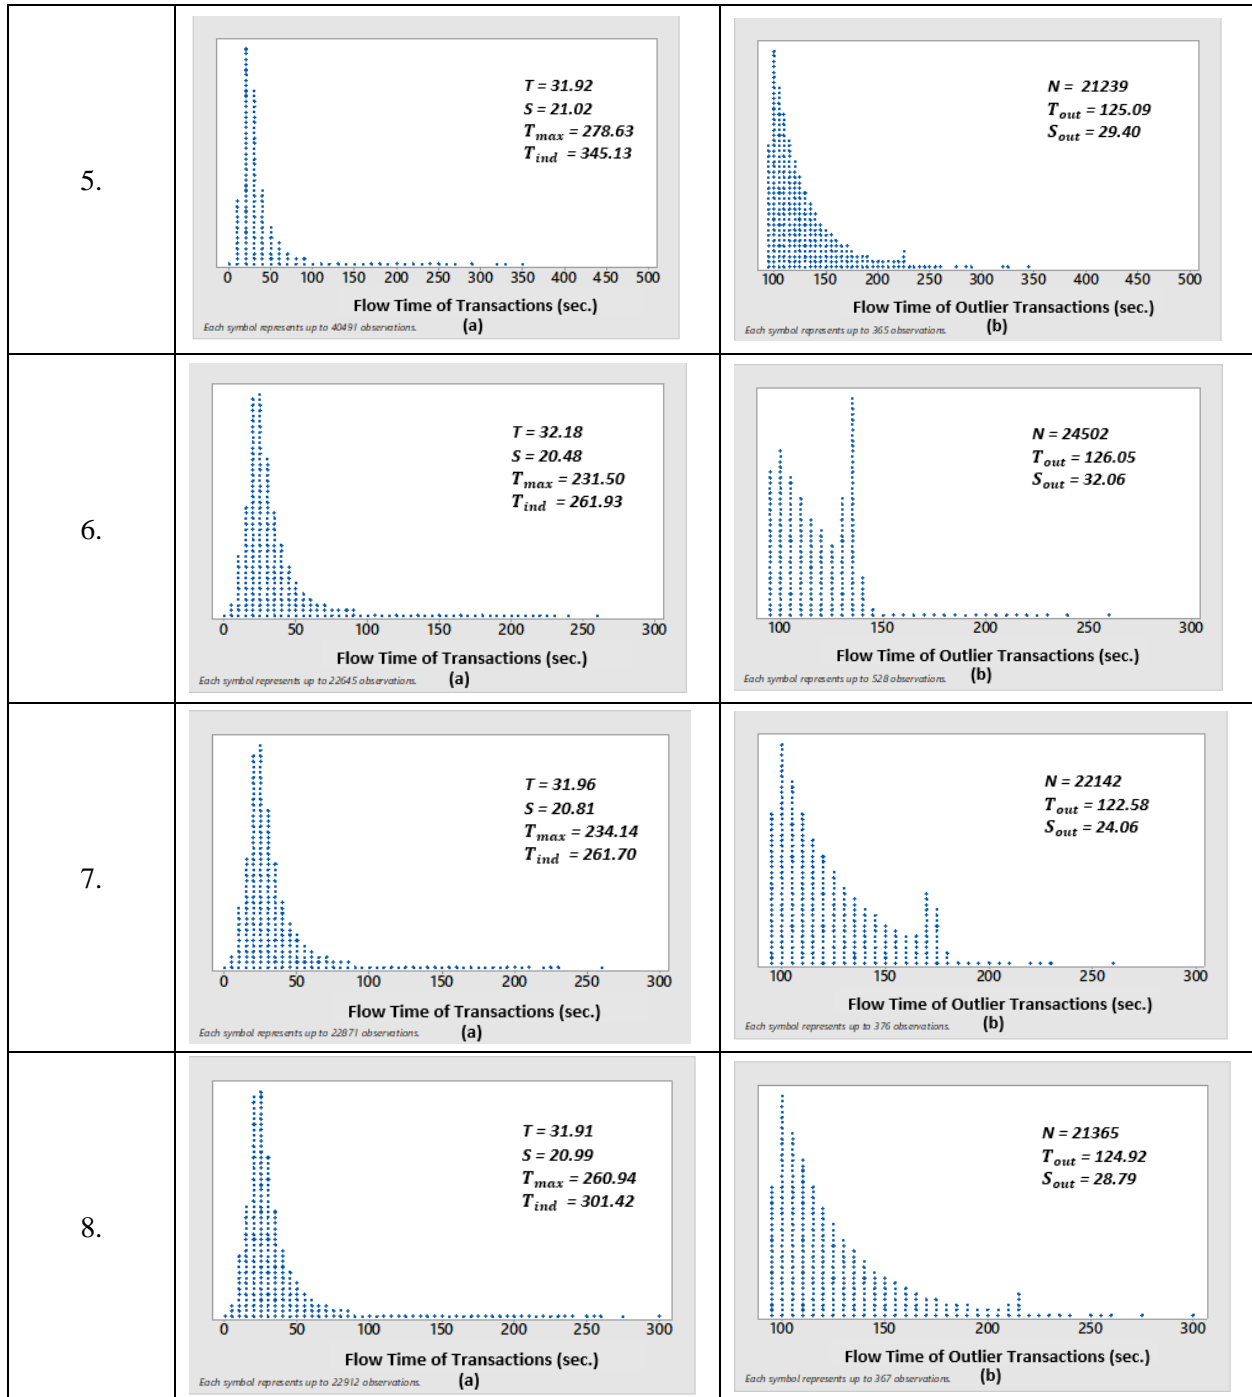 5.
T = 31.92
S = 21.02
T_max = 278.63
T_ind = 345.13
0 50 100 150 200 250 300 350 400 450 500
Flow Time of Transactions (sec.)
Each symbol represents up to 40491 observations.
(a)
N = 21239
T_out = 125.09
S_out = 29.40
100 150 200 250 300 350 400 450 500
Flow Time of Outlier Transactions (sec.)
Each symbol represents up to 365 observations.
(b)
6.
T = 32.18
S = 20.48
T_max = 231.50
T_ind = 261.93
0 50 100 150 200 250 300
Flow Time of Transactions (sec.)
Each symbol represents up to 22645 observations.
(a)
N = 24502
T_out = 126.05
S_out = 32.06
100 150 200 250 300
Flow Time of Outlier Transactions (sec.)
Each symbol represents up to 528 observations.
(b)
7.
T = 31.96
S = 20.81
T_max = 234.14
T_ind = 261.70
0 50 100 150 200 250 300
Flow Time of Transactions (sec.)
Each symbol represents up to 22871 observations.
(a)
N = 22142
T_out = 122.58
S_out = 24.06
100 150 200 250 300
Flow Time of Outlier Transactions (sec.)
Each symbol represents up to 376 observations.
(b)
8.
T = 31.91
S = 20.99
T_max = 260.94
T_ind = 301.42
0 50 100 150 200 250 300
Flow Time of Transactions (sec.)
Each symbol represents up to 22912 observations.
(a)
N = 21365
T_out = 124.92
S_out = 28.79
100 150 200 250 300
Flow Time of Outlier Transactions (sec.)
Each symbol represents up to 367 observations.
(b)